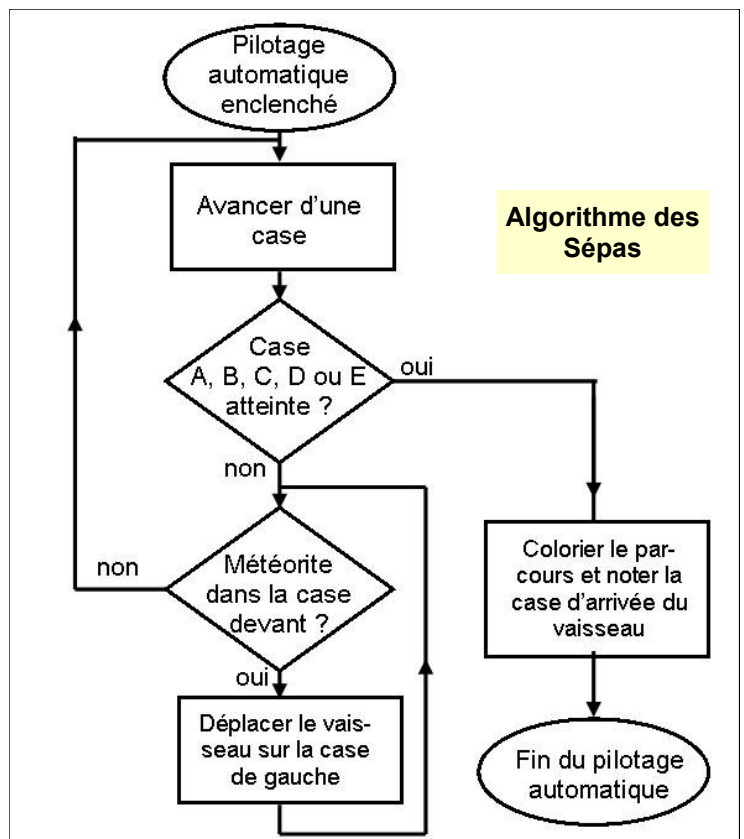 Pilotage
automatique
enclenché
Avancer d'une
case
Algorithme des
Sépas
Case
A, B, C, D ou E
atteinte ?
oui
non
Météorite
dans la case
devant ?
non
oui
Déplacer le vais-
seau sur la case
de gauche
Colorier le par-
cours et noter la
case d'arrivée du
vaisseau
Fin du pilotage
automatique